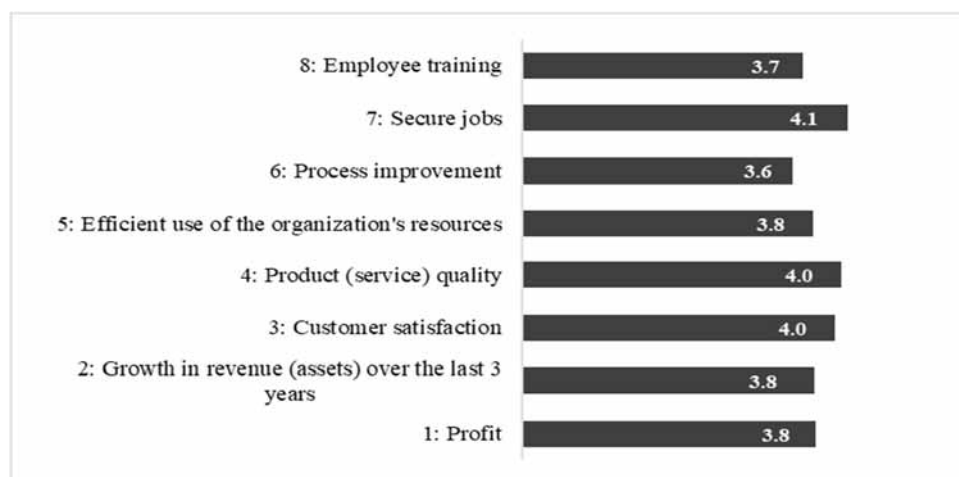 8: Employee training
3.7
7: Secure jobs
4.1
6: Process improvement
3.6
5: Efficient use of the organization's resources
3.8
4: Product (service) quality
4.0
3: Customer satisfaction
4.0
2: Growth in revenue (assets) over the last 3
years
3.8
1: Profit
3.8